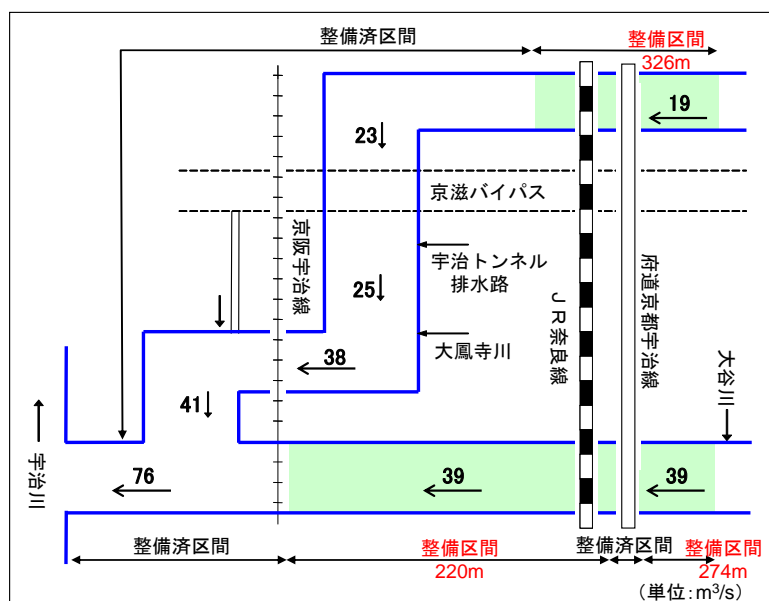 整備済区間
整備区間
326m
19
23
京滋バイパス
京阪宇治線
宇治トンネル
排水路
25
JR奈良線
府道京都宇治線
大鳳寺川
38
大谷川
41
宇治川
76
39
39
整備済区間
整備区間
220m
整備済区間
整備区間
274m
(単位:m³/s)